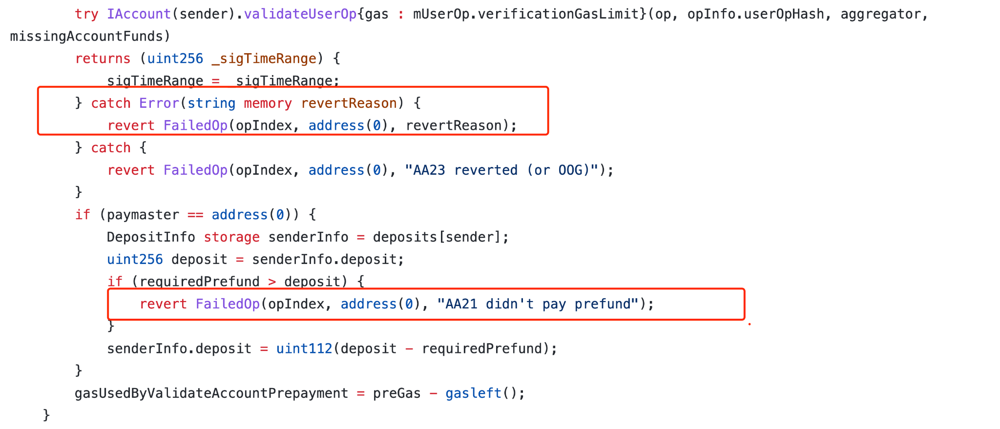 try IAccount(sender).validateUserOp{gas : mUserOp.verificationGasLimit}(op, opInfo.userOpHash, aggregator,
missingAccountFunds)
returns (uint256 _sigTimeRange) {
sigTimeRange = _sigTimeRange;
} catch Error(string memory revertReason) {
revert FailedOp(opIndex, address(0), revertReason);
} catch {
revert FailedOp(opIndex, address(0), "AA23 reverted (or OOG)");
}
if (paymaster == address(0)) {
DepositInfo storage senderInfo = deposits[sender];
uint256 deposit = senderInfo.deposit;
if (requiredPrefund > deposit) {
revert FailedOp(opIndex, address(0), "AA21 didn't pay prefund");
}
senderInfo.deposit = uint112(deposit - requiredPrefund);
}
gasUsedByValidateAccountPrepayment = preGas - gasleft();
}